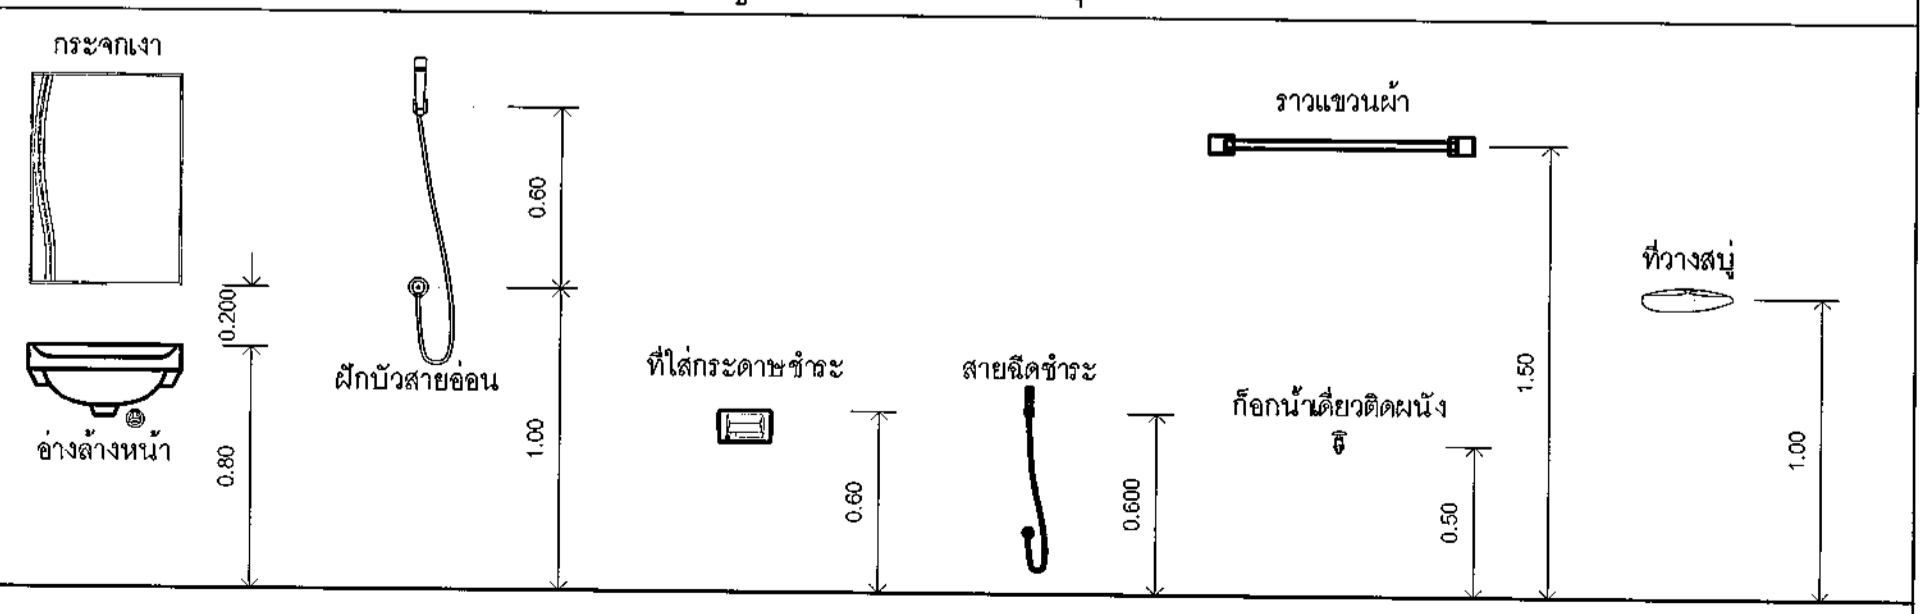 กระจกเงา
0.200
อ่างล้างหน้า
0.80
0.60
ฝักบัวสายอ่อน
1.00
ที่ใส่กระดาษชำระ
0.60
สายฉีดชำระ
0.600
ราวแขวนผ้า
ก็อกน้ำเดี่ยวติดผนัง
0.50
1.50
ที่วางสบู่
1.00